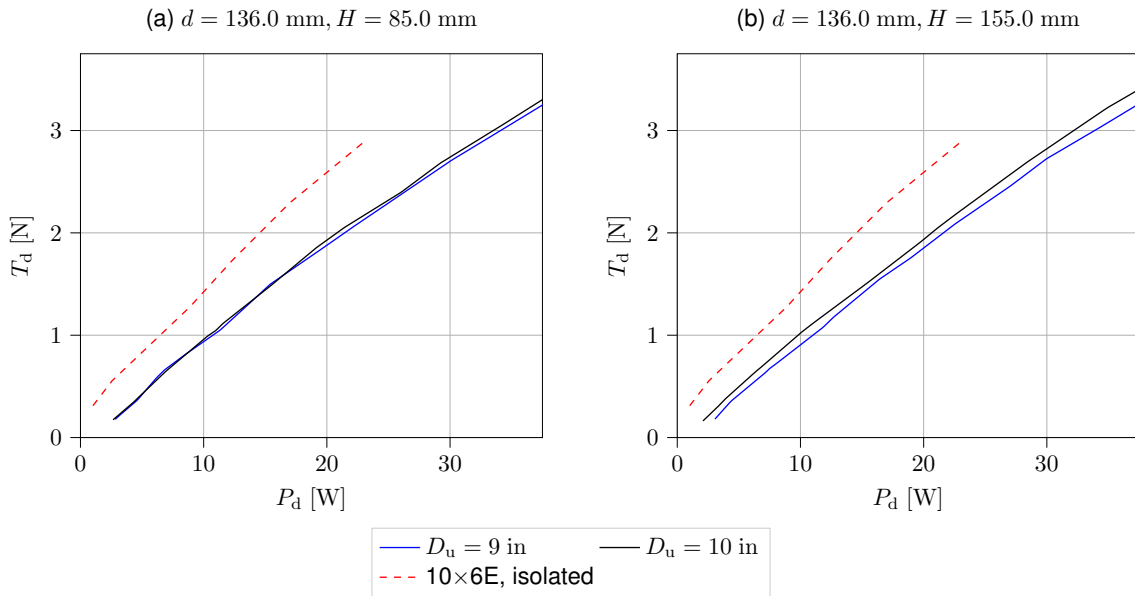 (a) d = 136.0 mm, H = 85.0 mm
3
2
1
0
0 10 20 30
T_d [N]
P_d [W]
(b) d = 136.0 mm, H = 155.0 mm
3
2
1
0
0 10 20 30
T_d [N]
P_d [W]
D_u = 9 in D_u = 10 in
10×6E, isolated